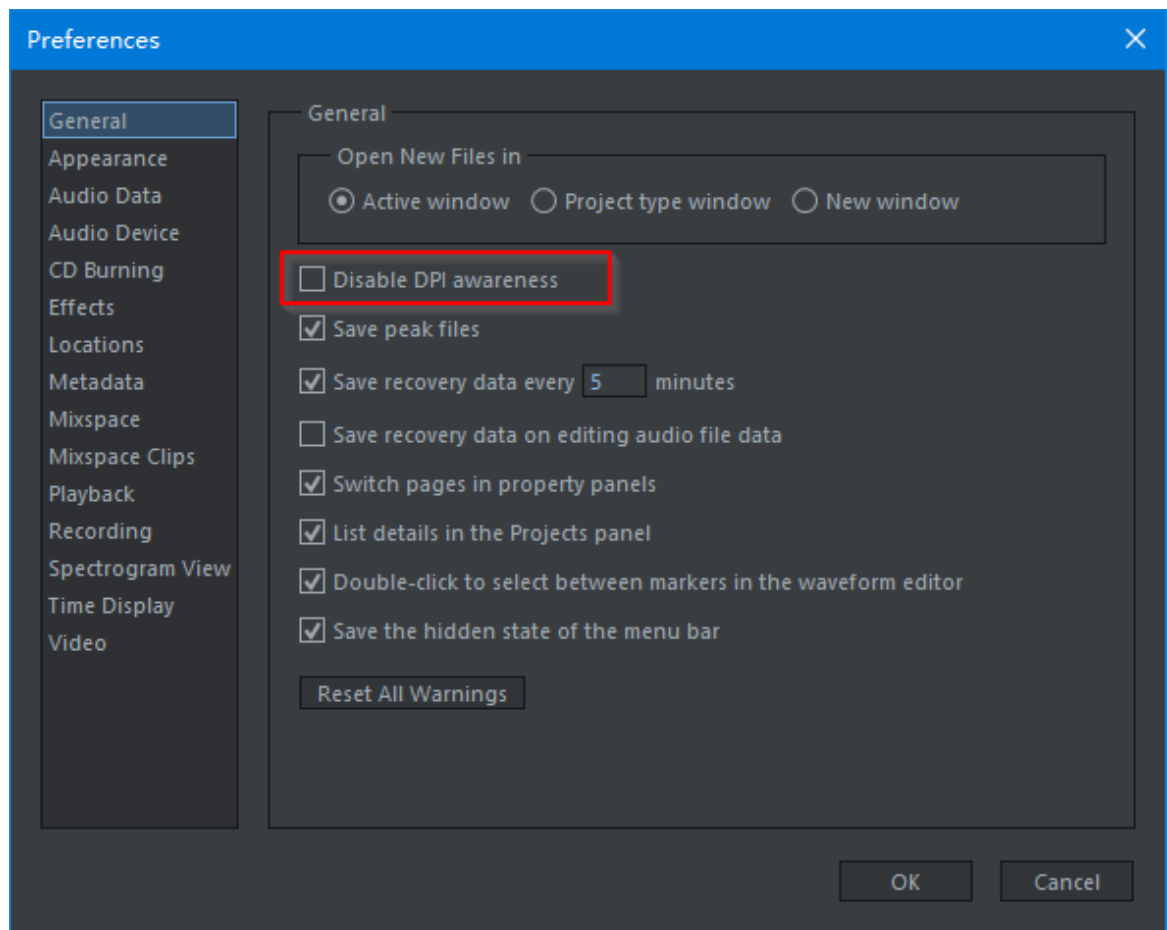 Preferences
General
Appearance
Audio Data
Audio Device
CD Burning
Effects
Locations
Metadata
Mixspace
Mixspace Clips
Playback
Recording
Spectrogram View
Time Display
Video
General
Open New Files in
Active window Project type window New window
Disable DPI awareness
Save peak files
Save recovery data every 5 minutes
Save recovery data on editing audio file data
Switch pages in property panels
List details in the Projects panel
Double-click to select between markers in the waveform editor
Save the hidden state of the menu bar
Reset All Warnings
OK Cancel